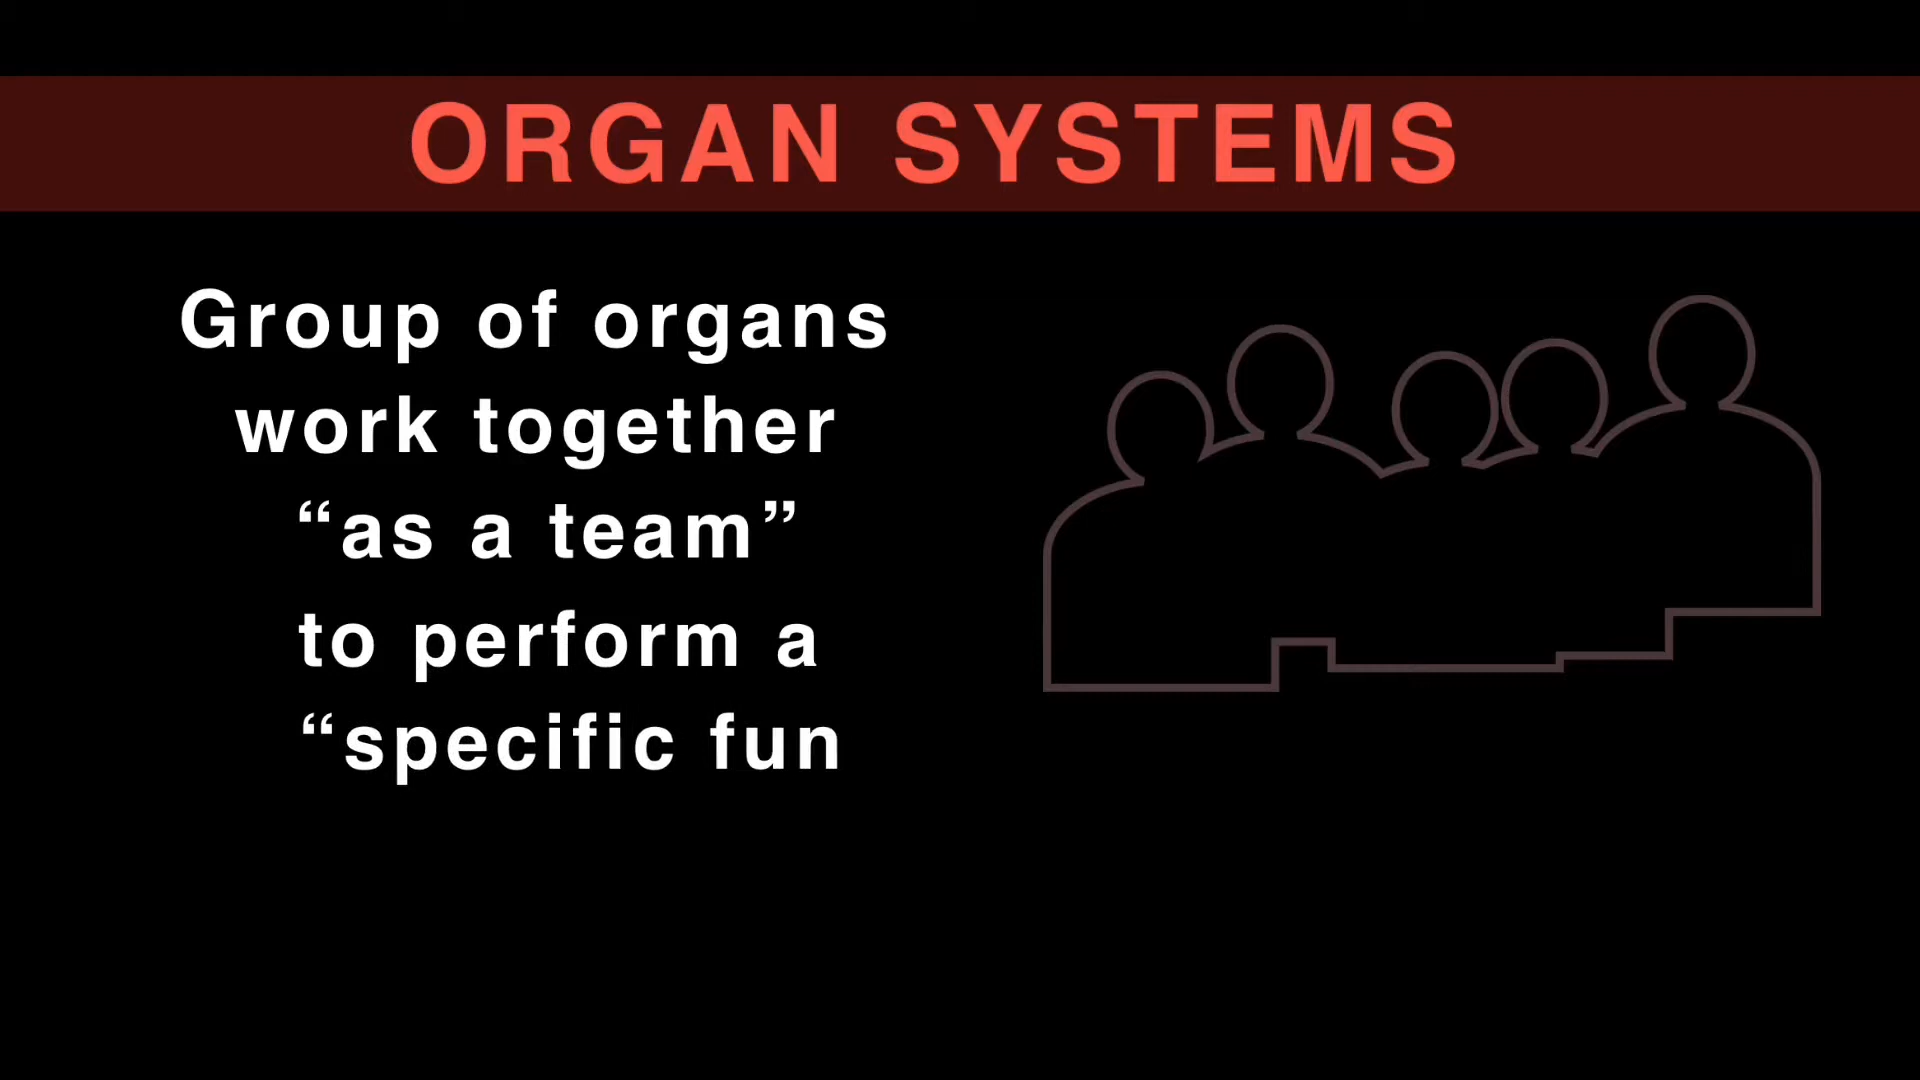 ORGAN SYSTEMS
Group of organs
work together
“as a team”
to perform a
“specific fun